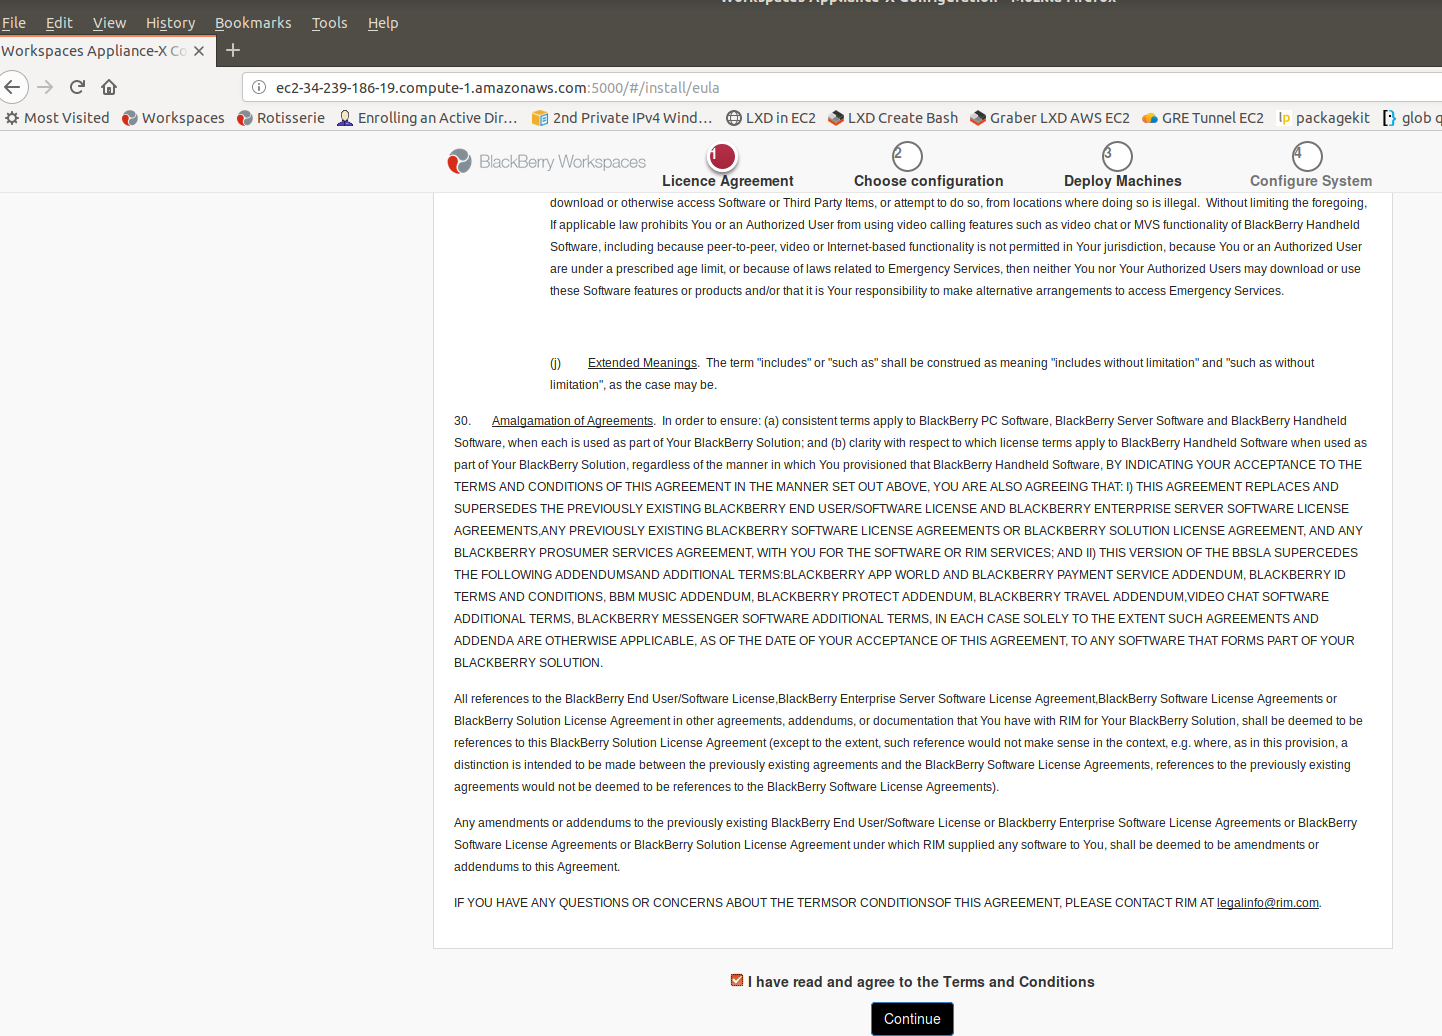 Workspaces Appliance-X Configuration - Mozilla Firefox
File Edit View History Bookmarks Tools Help
Workspaces Appliance-X Co
ec2-34-239-186-19.compute-1.amazonaws.com:5000/#/install/eula
Most Visited Workspaces Rotisserie Enrolling an Active Dir... 2nd Private IPv4 Wind... LXD in EC2 LXD Create Bash Graber LXD AWS EC2 GRE Tunnel EC2 lp packagekit glob q
BlackBerry Workspaces
1 2 3 4
Licence Agreement Choose configuration Deploy Machines Configure System
download or otherwise access Software or Third Party Items, or attempt to do so, from locations where doing so is illegal. Without limiting the foregoing,
If applicable law prohibits You or an Authorized User from using video calling features such as video chat or MVS functionality of BlackBerry Handheld
Software, including because peer-to-peer, video or Internet-based functionality is not permitted in Your jurisdiction, because You or an Authorized User
are under a prescribed age limit, or because of laws related to Emergency Services, then neither You nor Your Authorized Users may download or use
these Software features or products and/or that it is Your responsibility to make alternative arrangements to access Emergency Services.
(j) Extended Meanings. The term "includes" or "such as" shall be construed as meaning "includes without limitation" and "such as without
limitation", as the case may be.
30. Amalgamation of Agreements. In order to ensure: (a) consistent terms apply to BlackBerry PC Software, BlackBerry Server Software and BlackBerry Handheld
Software, when each is used as part of Your BlackBerry Solution; and (b) clarity with respect to which license terms apply to BlackBerry Handheld Software when used as
part of Your BlackBerry Solution, regardless of the manner in which You provisioned that BlackBerry Handheld Software, BY INDICATING YOUR ACCEPTANCE TO THE
TERMS AND CONDITIONS OF THIS AGREEMENT IN THE MANNER SET OUT ABOVE, YOU ARE ALSO AGREEING THAT: I) THIS AGREEMENT REPLACES AND
SUPERSEDES THE PREVIOUSLY EXISTING BLACKBERRY END USER/SOFTWARE LICENSE AND BLACKBERRY ENTERPRISE SERVER SOFTWARE LICENSE
AGREEMENTS,ANY PREVIOUSLY EXISTING BLACKBERRY SOFTWARE LICENSE AGREEMENTS OR BLACKBERRY SOLUTION LICENSE AGREEMENT, AND ANY
BLACKBERRY PROSUMER SERVICES AGREEMENT, WITH YOU FOR THE SOFTWARE OR RIM SERVICES; AND II) THIS VERSION OF THE BBSLA SUPERCEDES
THE FOLLOWING ADDENDUMSAND ADDITIONAL TERMS:BLACKBERRY APP WORLD AND BLACKBERRY PAYMENT SERVICE ADDENDUM, BLACKBERRY ID
TERMS AND CONDITIONS, BBM MUSIC ADDENDUM, BLACKBERRY PROTECT ADDENDUM, BLACKBERRY TRAVEL ADDENDUM,VIDEO CHAT SOFTWARE
ADDITIONAL TERMS, BLACKBERRY MESSENGER SOFTWARE ADDITIONAL TERMS, IN EACH CASE SOLELY TO THE EXTENT SUCH AGREEMENTS AND
ADDENDA ARE OTHERWISE APPLICABLE, AS OF THE DATE OF YOUR ACCEPTANCE OF THIS AGREEMENT, TO ANY SOFTWARE THAT FORMS PART OF YOUR
BLACKBERRY SOLUTION.
All references to the BlackBerry End User/Software License,BlackBerry Enterprise Server Software License Agreement,BlackBerry Software License Agreements or
BlackBerry Solution License Agreement in other agreements, addendums, or documentation that You have with RIM for Your BlackBerry Solution, shall be deemed to be
references to this BlackBerry Solution License Agreement (except to the extent, such reference would not make sense in the context, e.g. where, as in this provision, a
distinction is intended to be made between the previously existing agreements and the BlackBerry Software License Agreements, references to the previously existing
agreements would not be deemed to be references to the BlackBerry Software License Agreements).
Any amendments or addendums to the previously existing BlackBerry End User/Software License or Blackberry Enterprise Software License Agreements or BlackBerry
Software License Agreements or BlackBerry Solution License Agreement under which RIM supplied any software to You, shall be deemed to be amendments or
addendums to this Agreement.
IF YOU HAVE ANY QUESTIONS OR CONCERNS ABOUT THE TERMSOR CONDITIONSOF THIS AGREEMENT, PLEASE CONTACT RIM AT legalinfo@rim.com.
I have read and agree to the Terms and Conditions
Continue